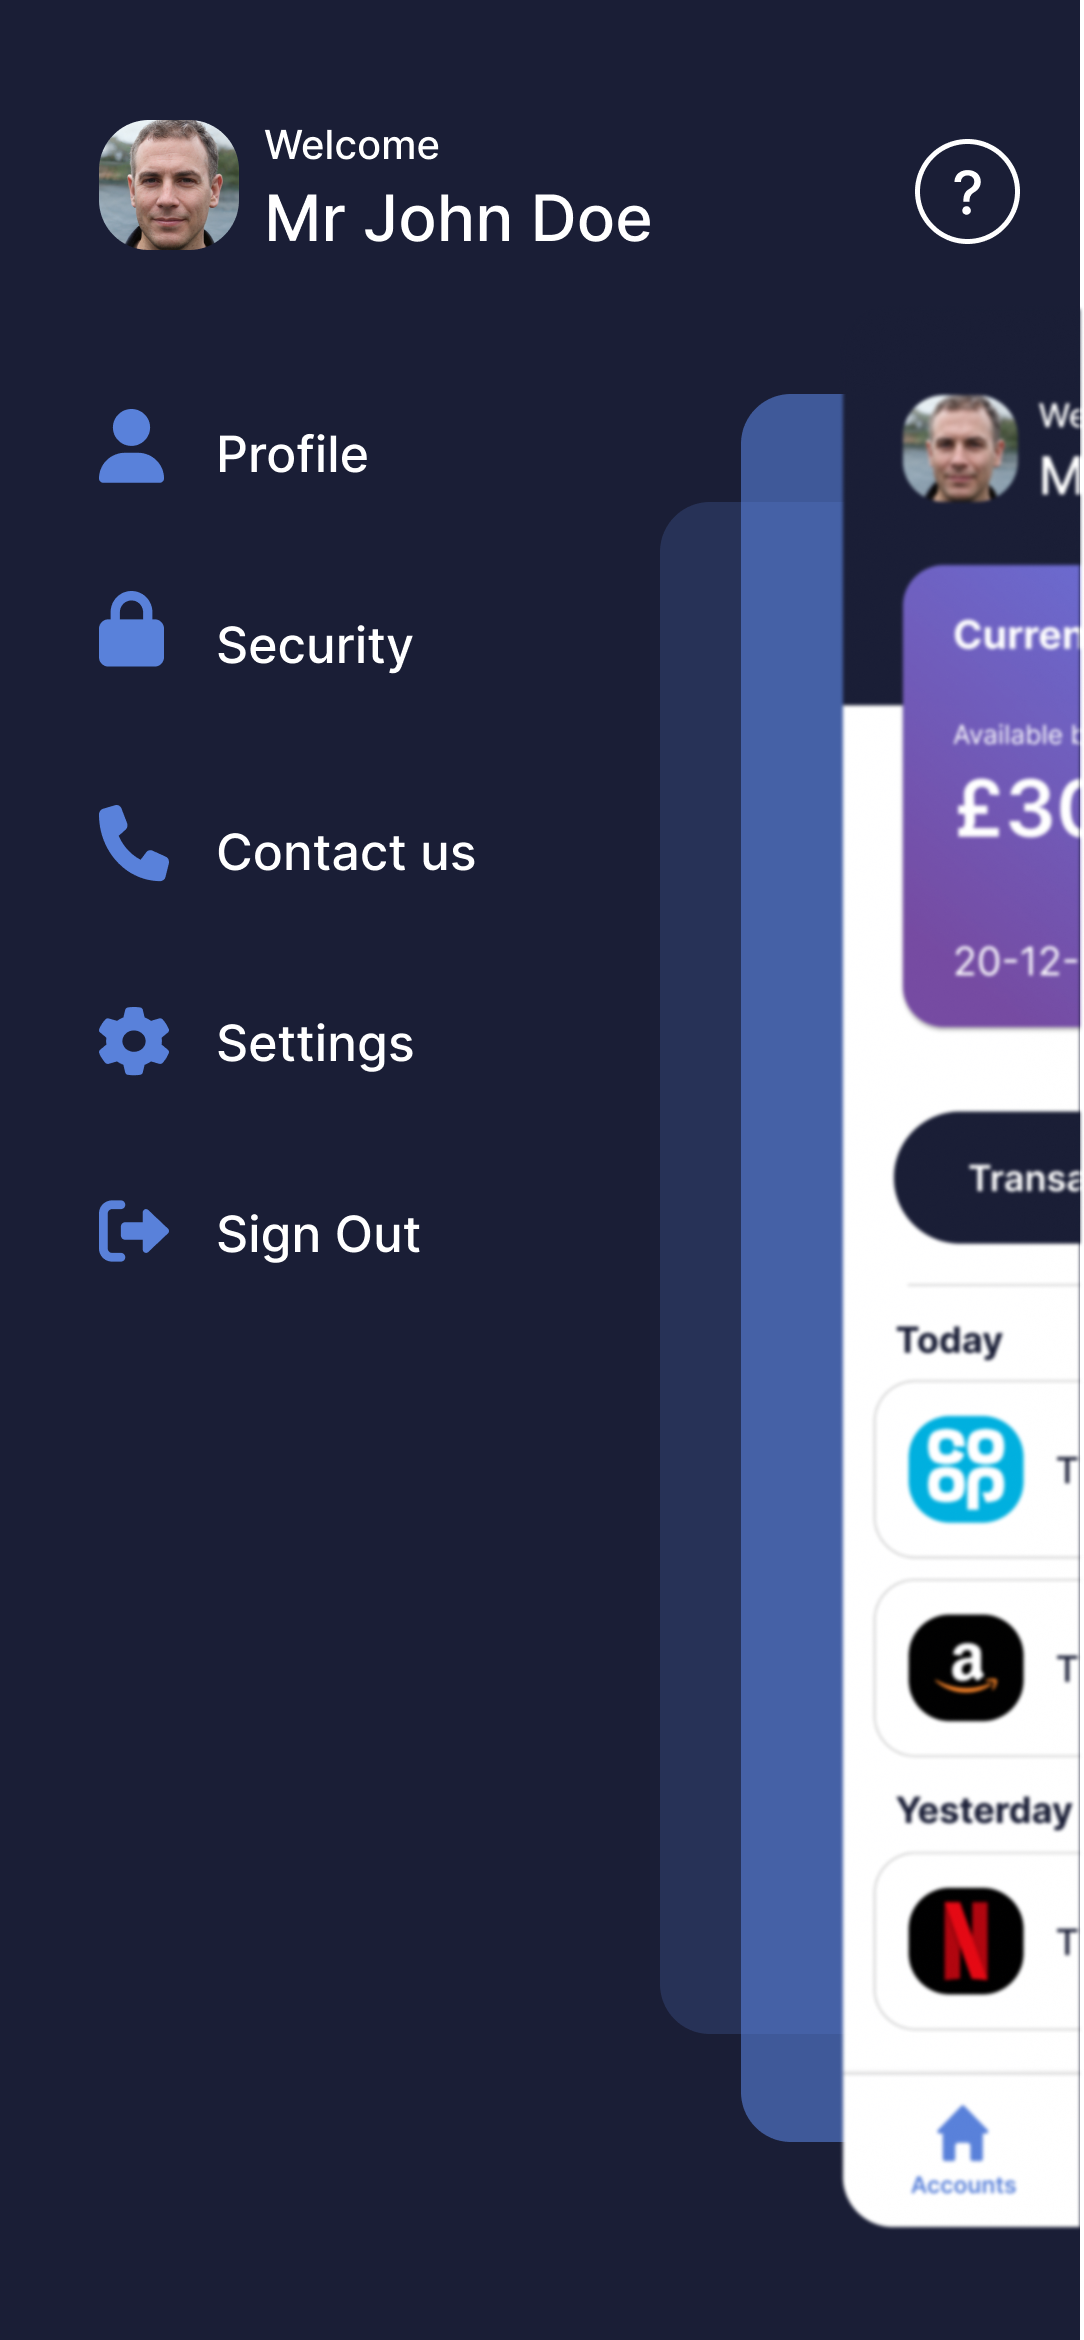 Welcome
Mr John Doe
?
Profile
Security
Contact us
Settings
Sign Out
We
M
Curren
Available b
£30
20-12-
Transa
Today
co
op
T
a
T
Yesterday
N
T
Accounts